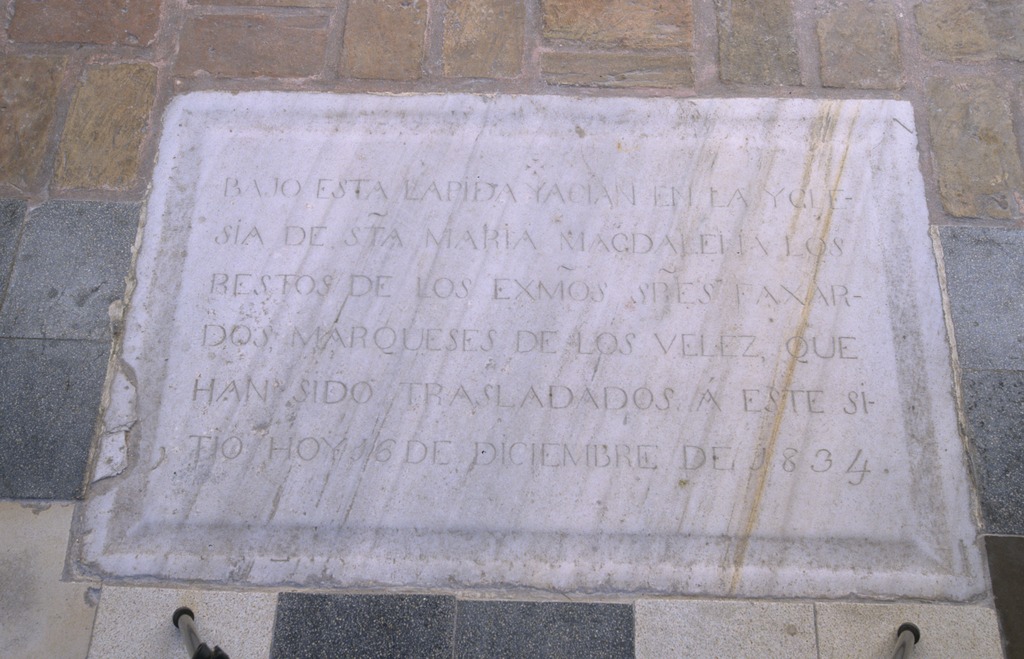 BAJO ESTA LAPIDA YACIAN EN LA YGLE-
SIA DE STA MARIA MAGDALENA LOS
RESTOS DE LOS EXMOS SRES FAXAR-
DOS, MARQUESES DE LOS VELEZ, QUE
HAN SIDO TRASLADADOS A ESTE SI-
TIO HOY 16 DE DICIEMBRE DE 1834.